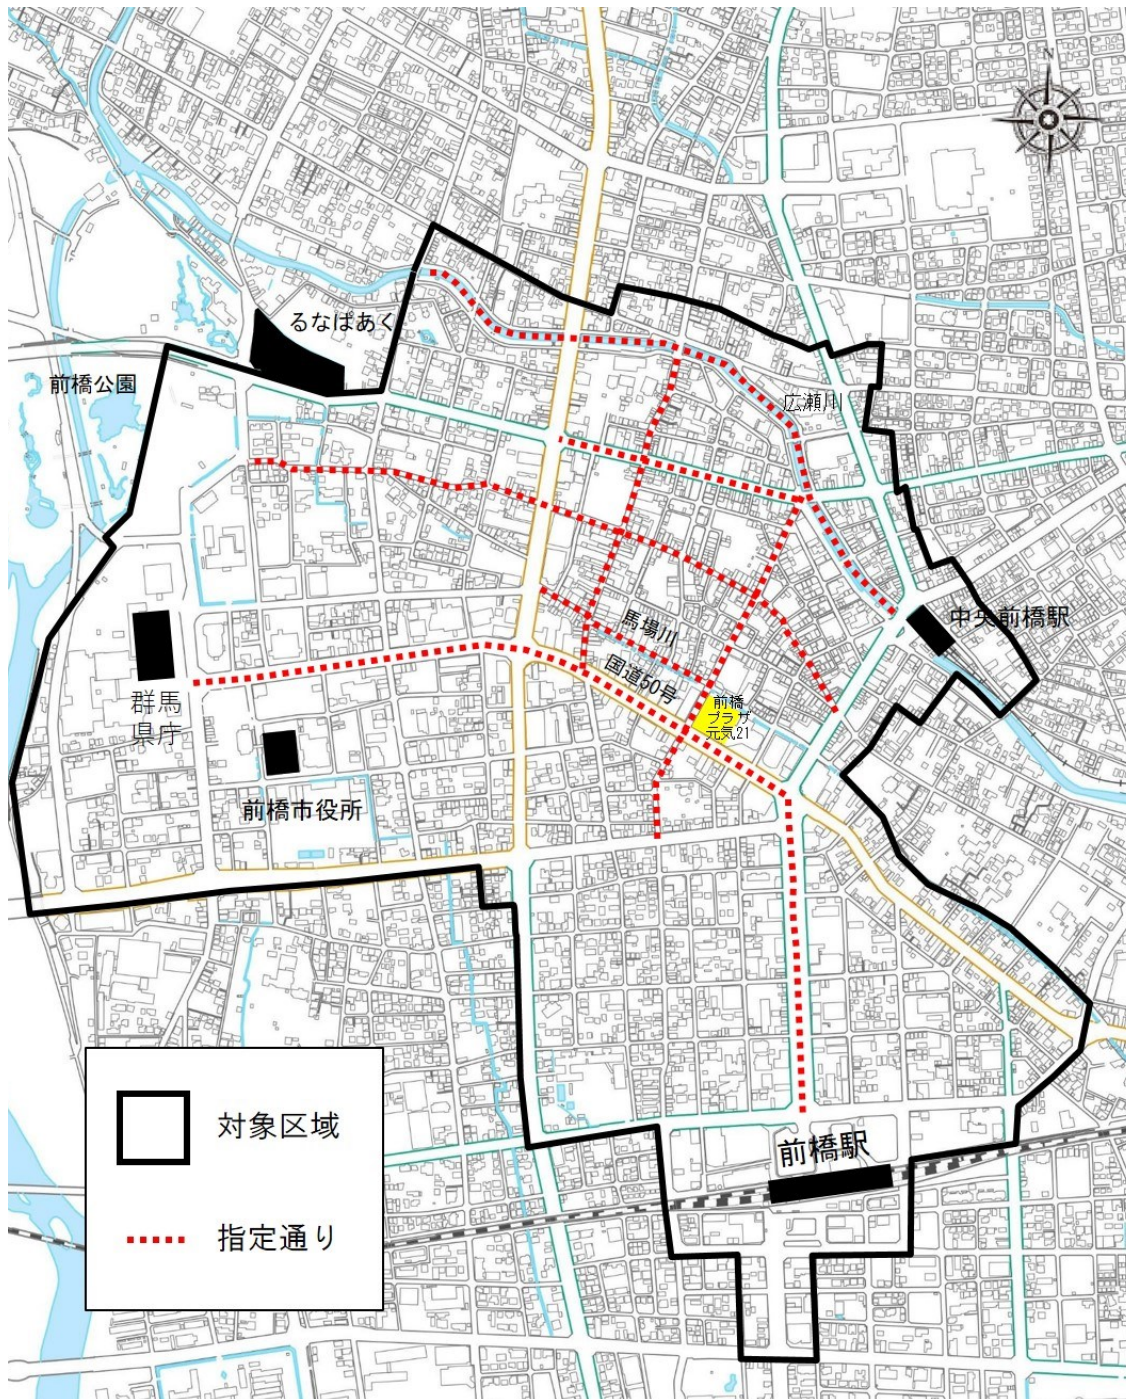 N
るなぱあく
前橋公園
広瀬川
中央前橋駅
馬場川
国道50号
群馬
県庁
前橋
プラザ
元気21
前橋市役所
対象区域
前橋駅
指定通り